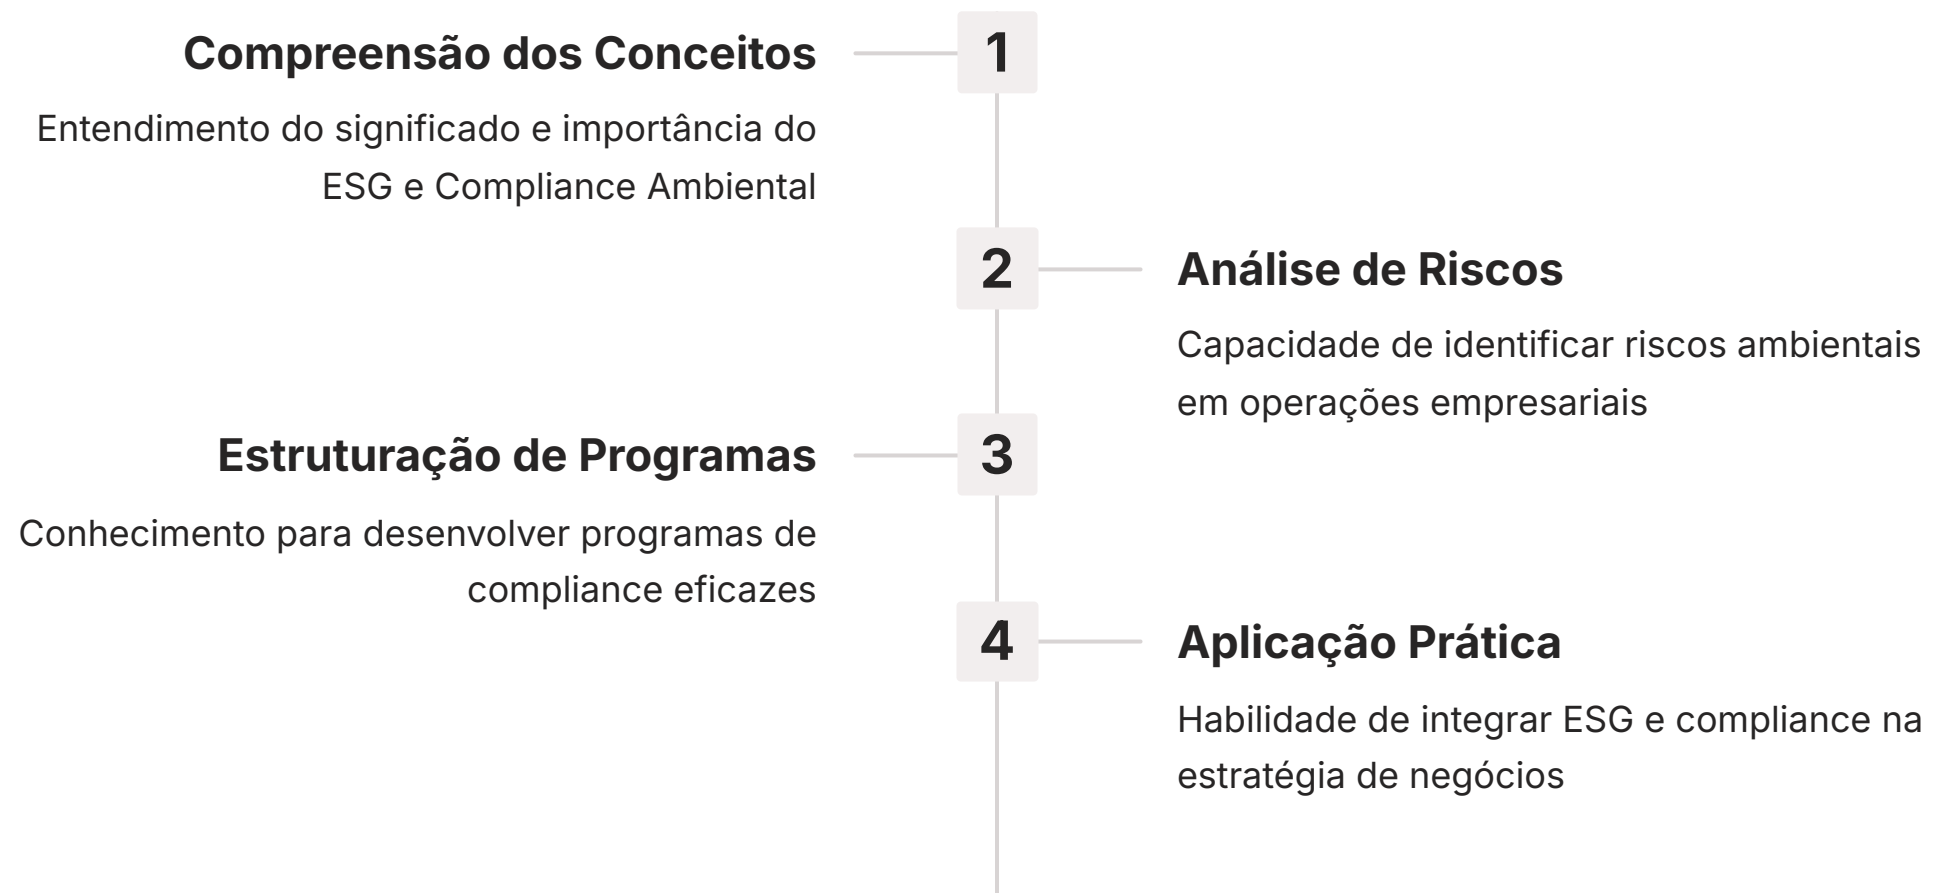 1
Compreensão dos Conceitos
Entendimento do significado e importância do
ESG e Compliance Ambiental
2
Análise de Riscos
Capacidade de identificar riscos ambientais
em operações empresariais
3
Estruturação de Programas
Conhecimento para desenvolver programas de
compliance eficazes
4
Aplicação Prática
Habilidade de integrar ESG e compliance na
estratégia de negócios